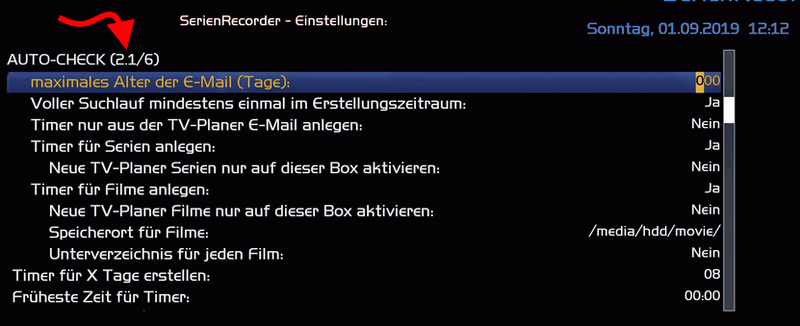 SerienRecorder - Einstellungen:
Sonntag, 01.09.2019 12:12
AUTO-CHECK (2.1/6)
maximales Alter der E-Mail (Tage): 000
Voller Suchlauf mindestens einmal im Erstellungszeitraum: Ja
Timer nur aus der TV-Planer E-Mail anlegen: Nein
Timer für Serien anlegen: Ja
Neue TV-Planer Serien nur auf dieser Box aktivieren: Nein
Timer für Filme anlegen: Ja
Neue TV-Planer Filme nur auf dieser Box aktivieren: Nein
Speicherort für Filme: /media/hdd/movie/
Unterverzeichnis für jeden Film: Nein
Timer für X Tage erstellen: 08
Früheste Zeit für Timer: 00:00